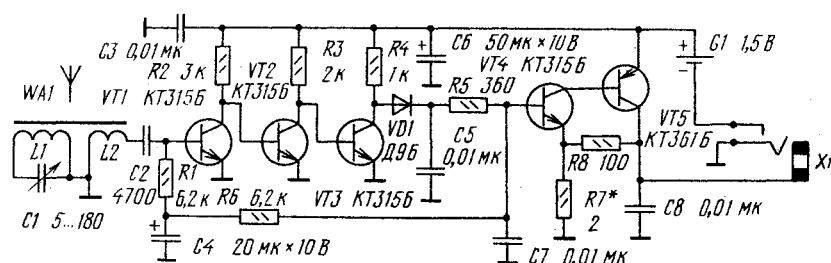 C3 0,01 мк
R2 3к
VT2
КТ315Б
R3
2к
R4
1к
C6 50 мк × 10 В
VT4 КТ315Б
G1 1,5 В
+
−
WA1
VT1 КТ315Б
R5 360
VD1
Д9Б
C5
0,01 мк
VT5
КТ361Б
L1
L2
C2
4700
R1
6,2 к
R6 6,2 к
VT3 КТ315Б
R8 100
R7*
2
X1
C1 5...180
+
C4 20 мк × 10 В
C7 0,01 мк
C8 0,01 мк
+